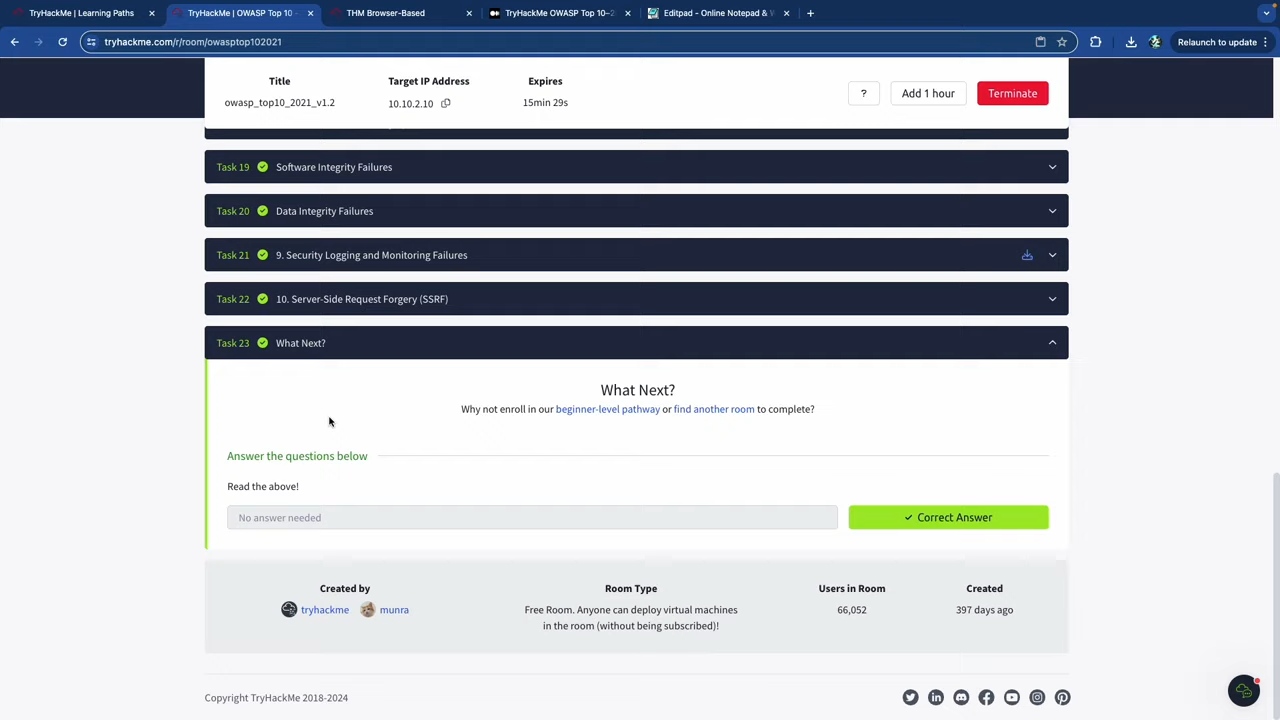 TryHackMe | Learning Paths
TryHackMe | OWASP Top 10 -
THM Browser-Based
TryHackMe OWASP Top 10–2
Editpad - Online Notepad & W
tryhackme.com/r/room/owasptop102021
Relaunch to update
Title
Target IP Address
Expires
owasp_top10_2021_v1.2
10.10.2.10
15min 29s
?
Add 1 hour
Terminate
Task 19
Software Integrity Failures
Task 20
Data Integrity Failures
Task 21
9. Security Logging and Monitoring Failures
Task 22
10. Server-Side Request Forgery (SSRF)
Task 23
What Next?
What Next?
Why not enroll in our beginner-level pathway or find another room to complete?
Answer the questions below
Read the above!
No answer needed
Correct Answer
Created by
Room Type
Users in Room
Created
tryhackme
munra
Free Room. Anyone can deploy virtual machines
in the room (without being subscribed)!
66,052
397 days ago
Copyright TryHackMe 2018-2024